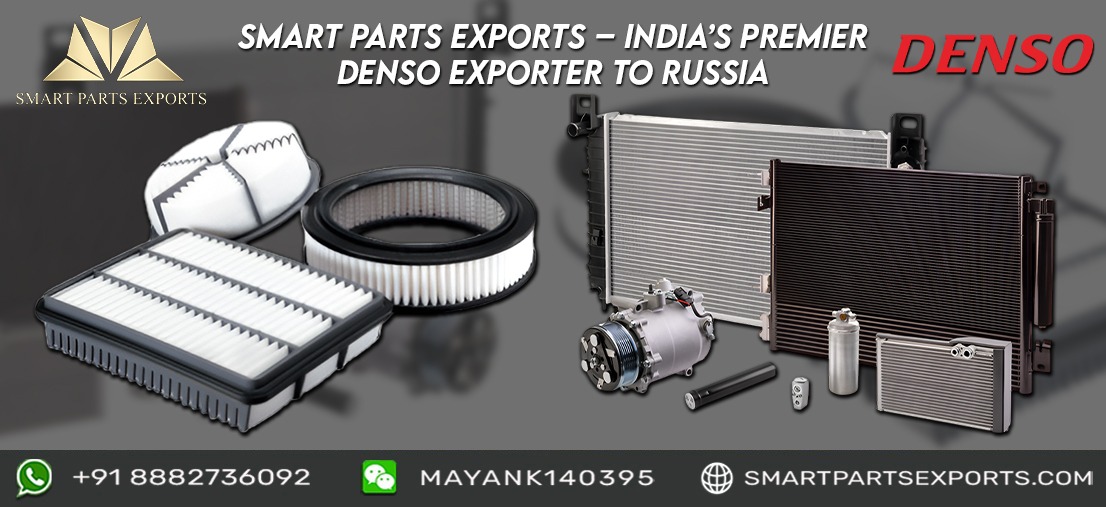 SMART PARTS EXPORTS
SMART PARTS EXPORTS – INDIA'S PREMIER
DENSO EXPORTER TO RUSSIA
DENSO
+91 8882736092
MAYANK140395
SMARTPARTSEXPORTS.COM